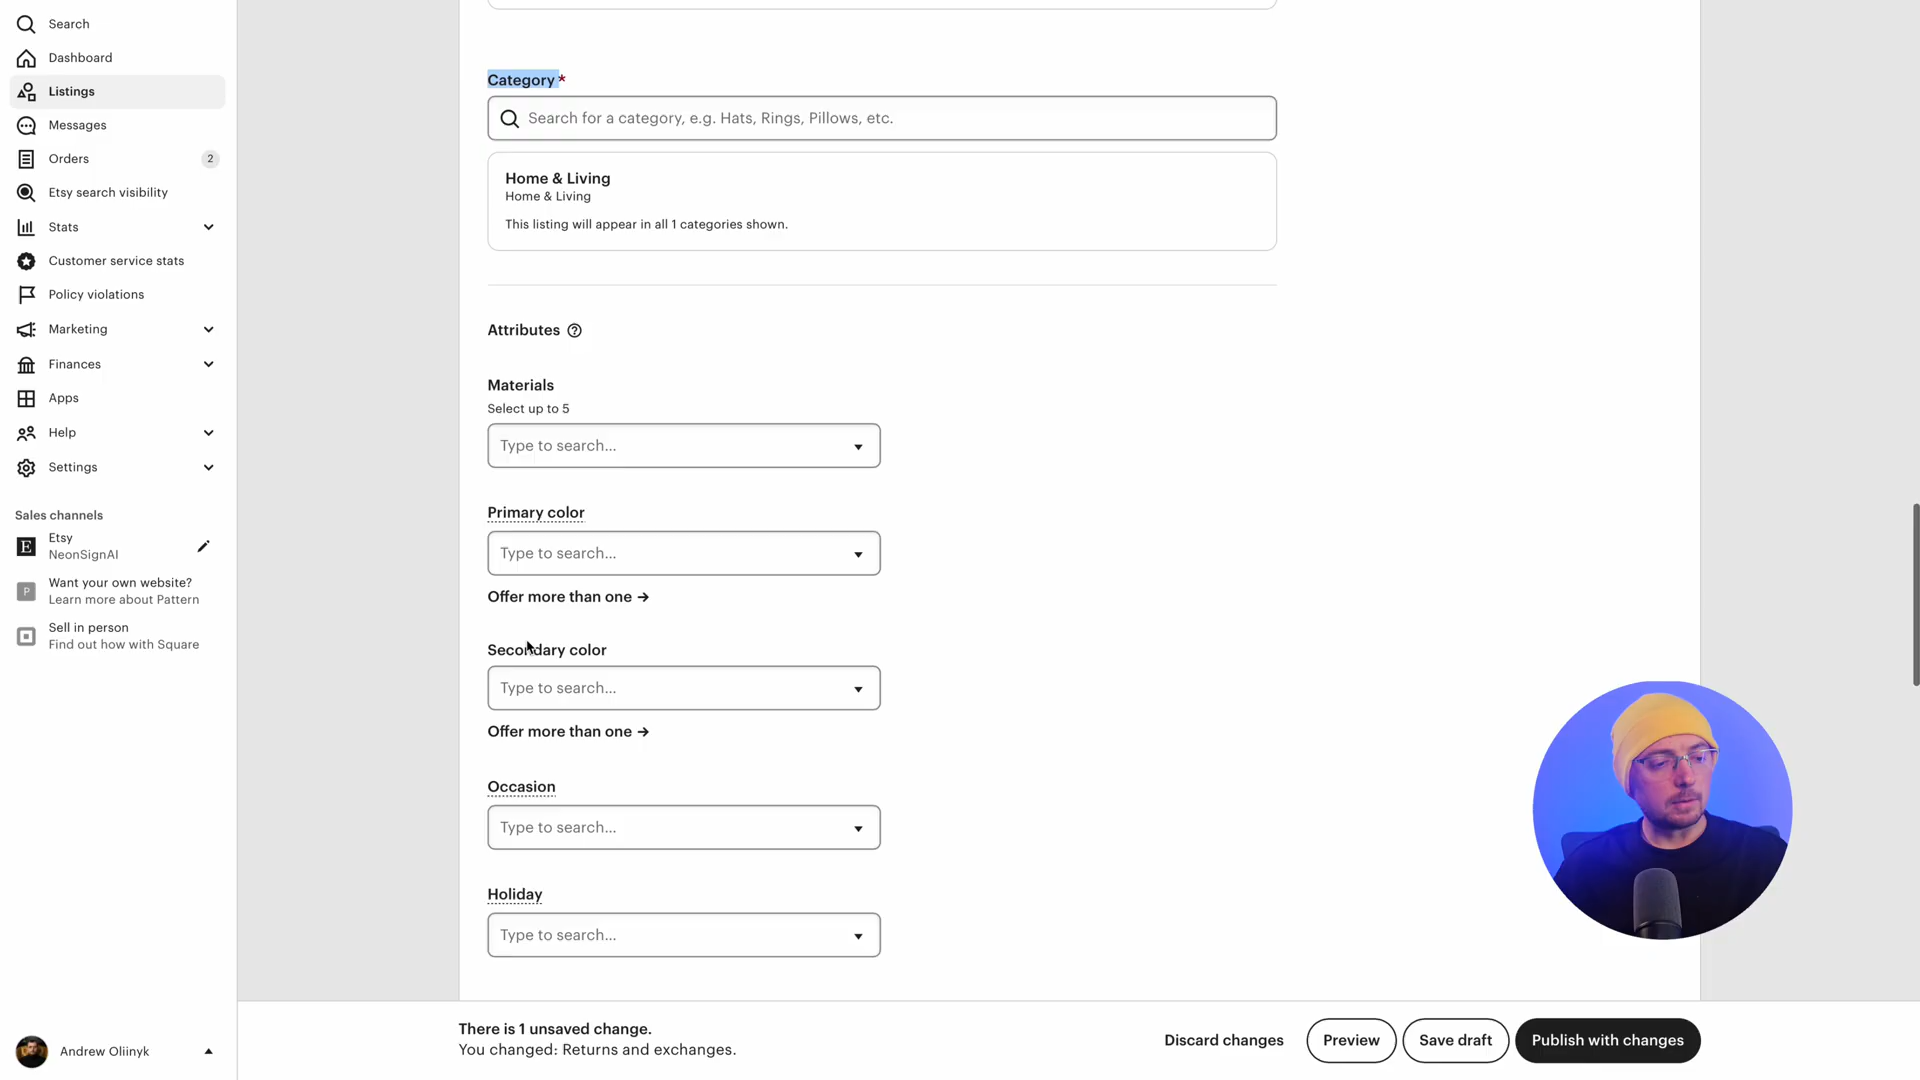 Search
Dashboard
Listings
Messages
Orders
2
Etsy search visibility
Stats
Customer service stats
Policy violations
Marketing
Finances
Apps
Help
Settings
Sales channels
E
Etsy
NeonSignAI
P
Want your own website?
Learn more about Pattern
Sell in person
Find out how with Square
Andrew Oliinyk
Category *
Search for a category, e.g. Hats, Rings, Pillows, etc.
Home & Living
Home & Living
This listing will appear in all 1 categories shown.
Attributes ?
Materials
Select up to 5
Type to search...
Primary color
Type to search...
Offer more than one →
Secondary color
Type to search...
Offer more than one →
Occasion
Type to search...
Holiday
Type to search...
There is 1 unsaved change.
You changed: Returns and exchanges.
Discard changes
Preview
Save draft
Publish with changes